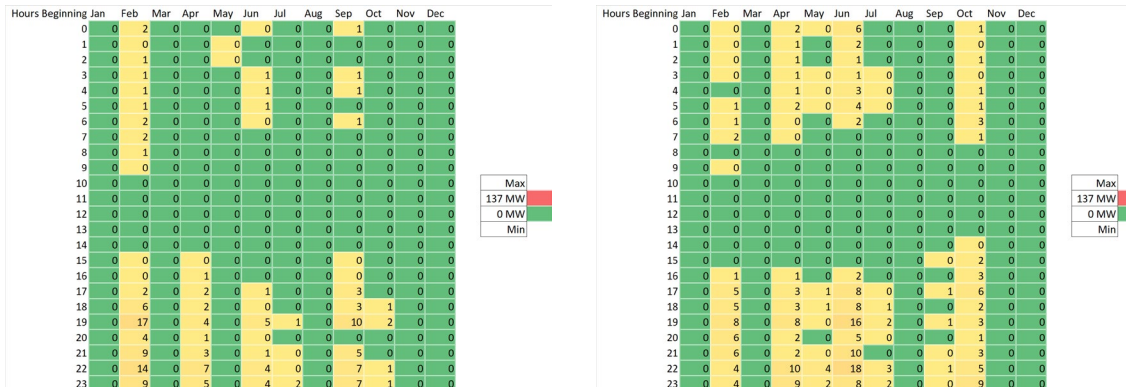 Hours Beginning Jan Feb Mar Apr May Jun Jul Aug Sep Oct Nov Dec
0 0 2 0 0 0 0 0 0 1 0 0 0
1 0 0 0 0 0 0 0 0 0 0 0 0
2 0 1 0 0 0 0 0 0 0 0 0 0
3 0 1 0 0 0 1 0 0 1 0 0 0
4 0 1 0 0 0 1 0 0 1 0 0 0
5 0 1 0 0 0 1 0 0 0 0 0 0
6 0 2 0 0 0 0 0 0 1 0 0 0
7 0 2 0 0 0 0 0 0 0 0 0 0
8 0 1 0 0 0 0 0 0 0 0 0 0
9 0 0 0 0 0 0 0 0 0 0 0 0
10 0 0 0 0 0 0 0 0 0 0 0 0
11 0 0 0 0 0 0 0 0 0 0 0 0
12 0 0 0 0 0 0 0 0 0 0 0 0
13 0 0 0 0 0 0 0 0 0 0 0 0
14 0 0 0 0 0 0 0 0 0 0 0 0
15 0 0 0 0 0 0 0 0 0 0 0 0
16 0 0 0 1 0 0 0 0 0 0 0 0
17 0 2 0 2 0 1 0 0 3 0 0 0
18 0 6 0 2 0 0 0 0 3 1 0 0
19 0 17 0 4 0 5 1 0 10 2 0 0
20 0 4 0 1 0 0 0 0 0 0 0 0
21 0 9 0 3 0 1 0 0 5 0 0 0
22 0 14 0 7 0 4 0 0 7 1 0 0
23 0 9 0 5 0 4 2 0 7 1 0 0
Max
137 MW
0 MW
Min
Hours Beginning Jan Feb Mar Apr May Jun Jul Aug Sep Oct Nov Dec
0 0 0 0 2 0 6 0 0 0 1 0 0
1 0 0 0 1 0 2 0 0 0 0 0 0
2 0 0 0 1 0 1 0 0 0 1 0 0
3 0 0 0 1 0 1 0 0 0 0 0 0
4 0 0 0 1 0 3 0 0 0 1 0 0
5 0 1 0 2 0 4 0 0 0 1 0 0
6 0 1 0 0 0 2 0 0 0 3 0 0
7 0 2 0 0 0 0 0 0 0 1 0 0
8 0 0 0 0 0 0 0 0 0 0 0 0
9 0 0 0 0 0 0 0 0 0 0 0 0
10 0 0 0 0 0 0 0 0 0 0 0 0
11 0 0 0 0 0 0 0 0 0 0 0 0
12 0 0 0 0 0 0 0 0 0 0 0 0
13 0 0 0 0 0 0 0 0 0 0 0 0
14 0 0 0 0 0 0 0 0 0 0 0 0
15 0 0 0 0 0 0 0 0 0 2 0 0
16 0 1 0 1 0 2 0 0 0 3 0 0
17 0 5 0 3 1 8 0 0 1 6 0 0
18 0 5 0 3 1 8 1 0 0 2 0 0
19 0 8 0 8 0 16 2 0 1 3 0 0
20 0 6 0 2 0 5 0 0 0 1 0 0
21 0 6 0 2 0 10 0 0 0 3 0 0
22 0 4 0 10 4 18 3 0 1 5 0 0
23 0 4 0 9 2 8 2 0 0 9 0 0
Max
137 MW
0 MW
Min